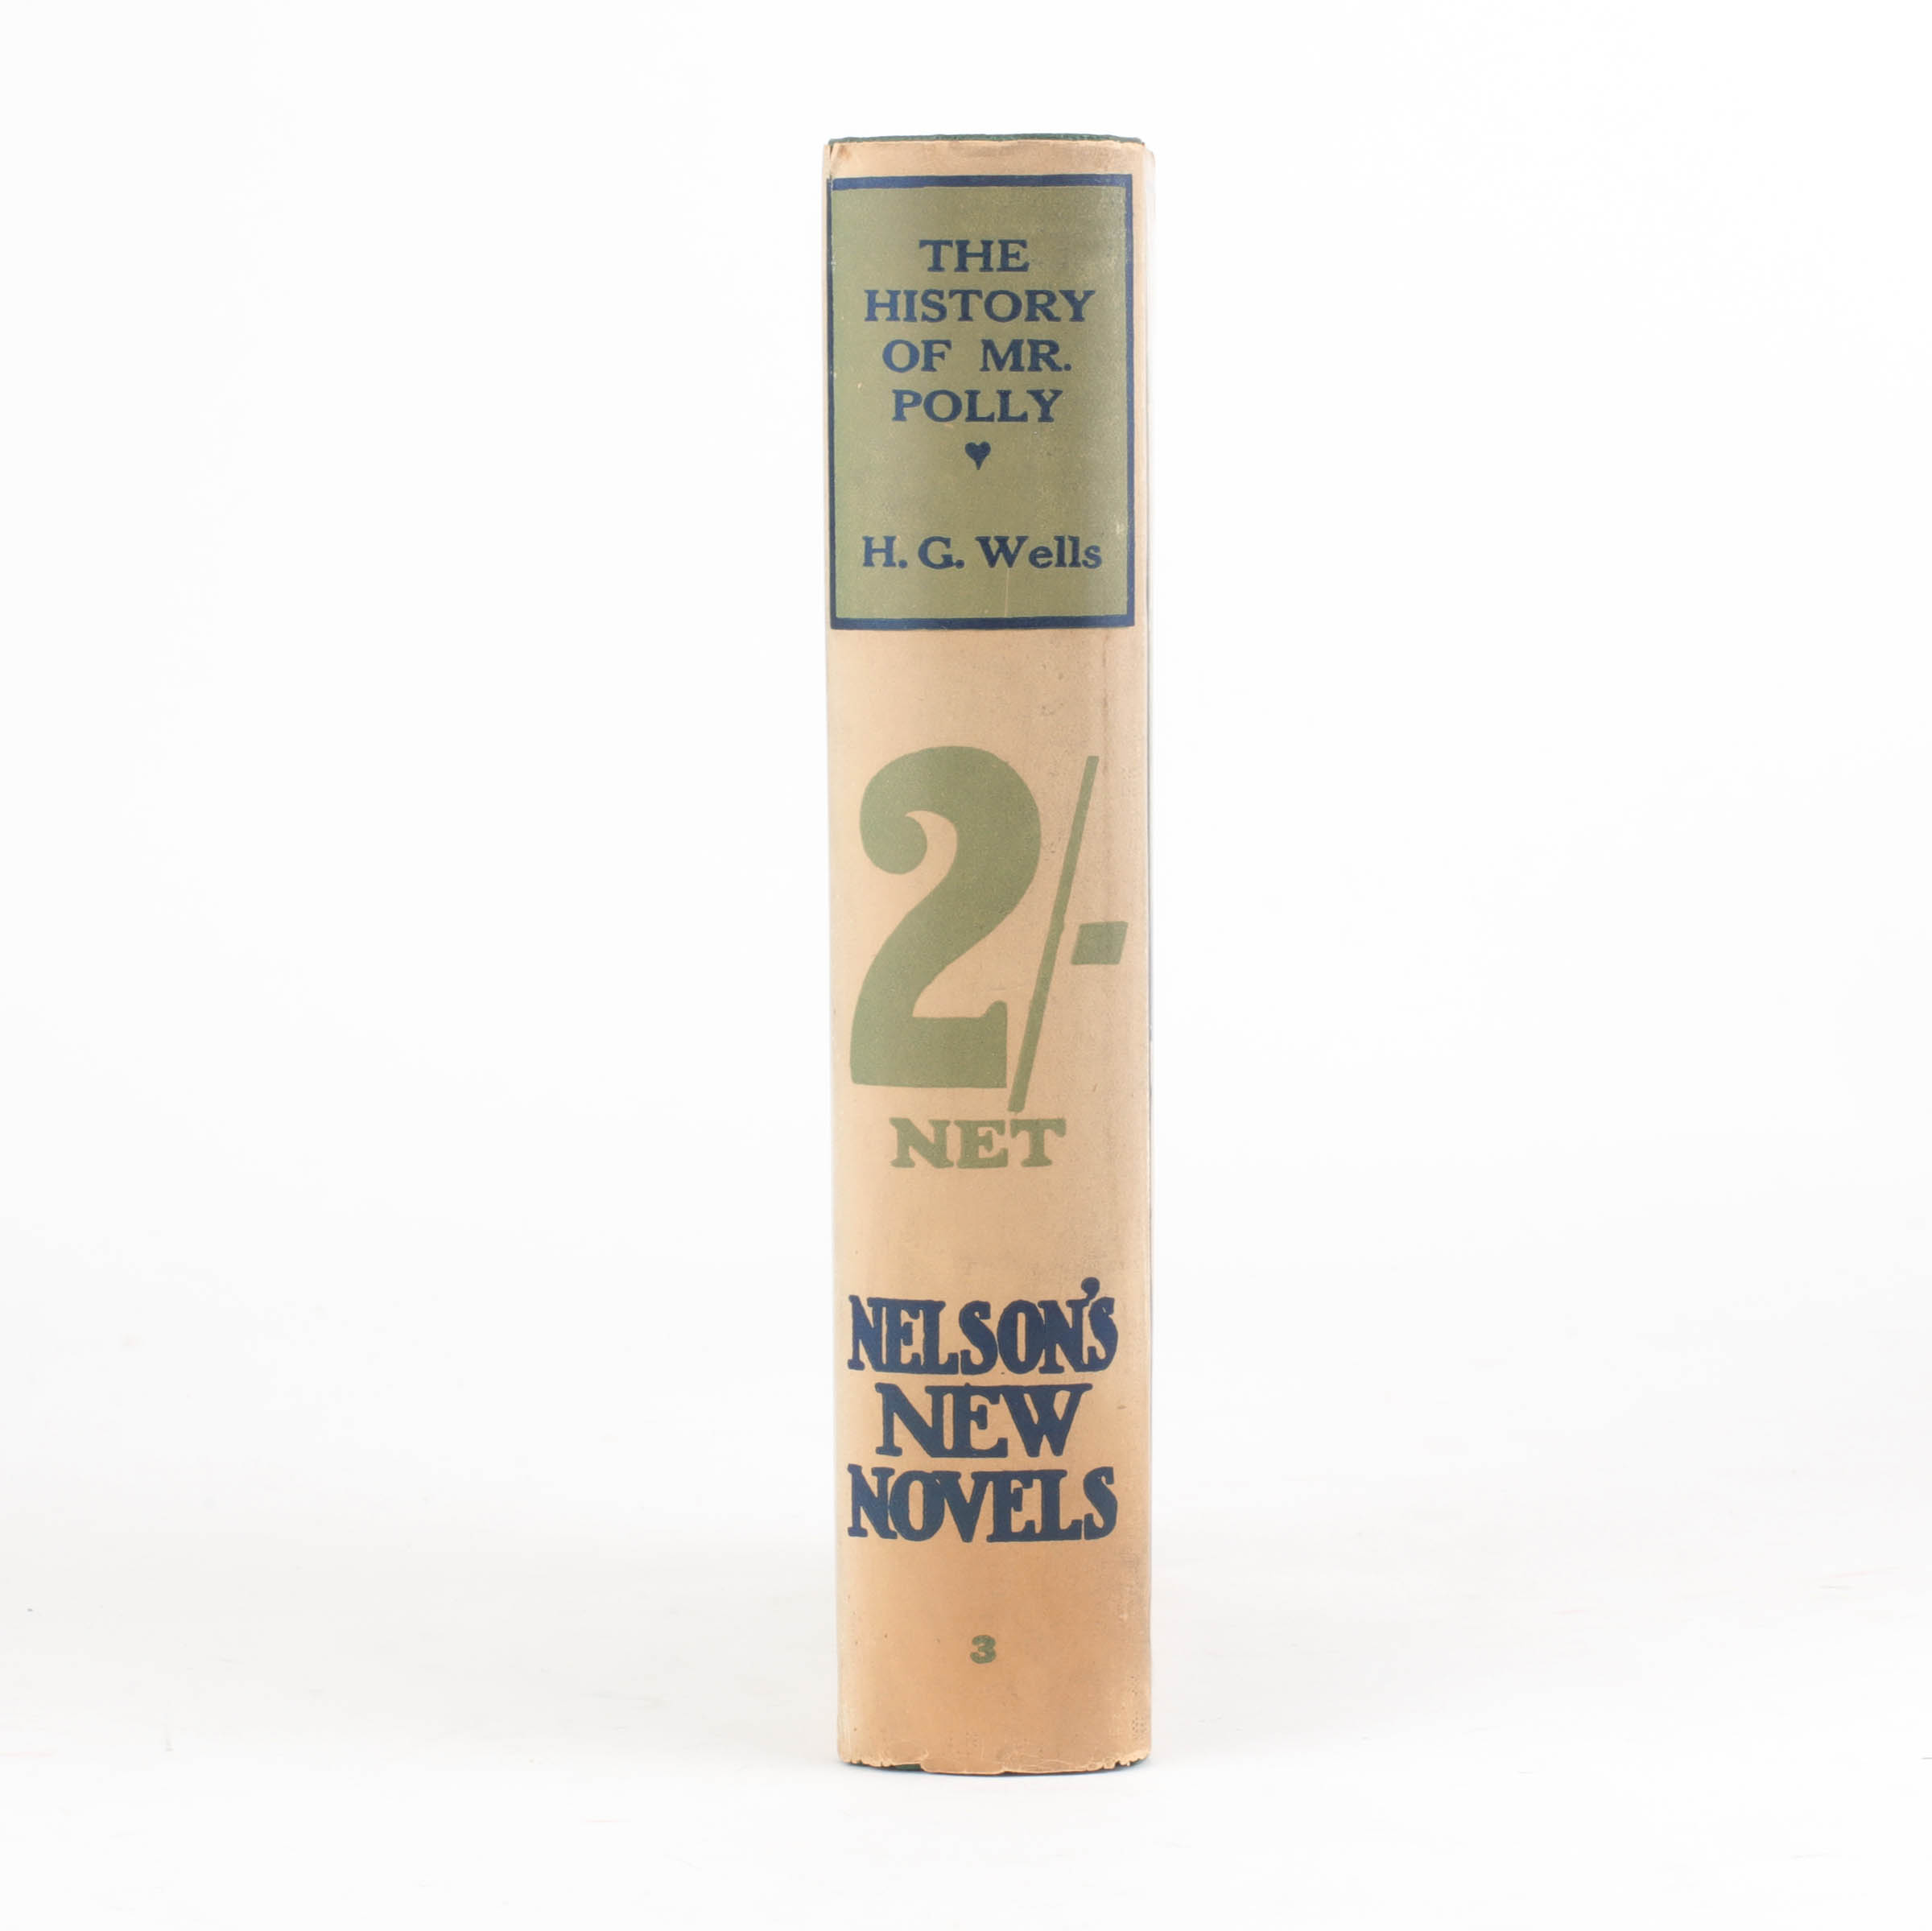 THE
HISTORY
OF MR.
POLLY
H. G. Wells
2/-
NET
NELSON'S
NEW
NOVELS
3